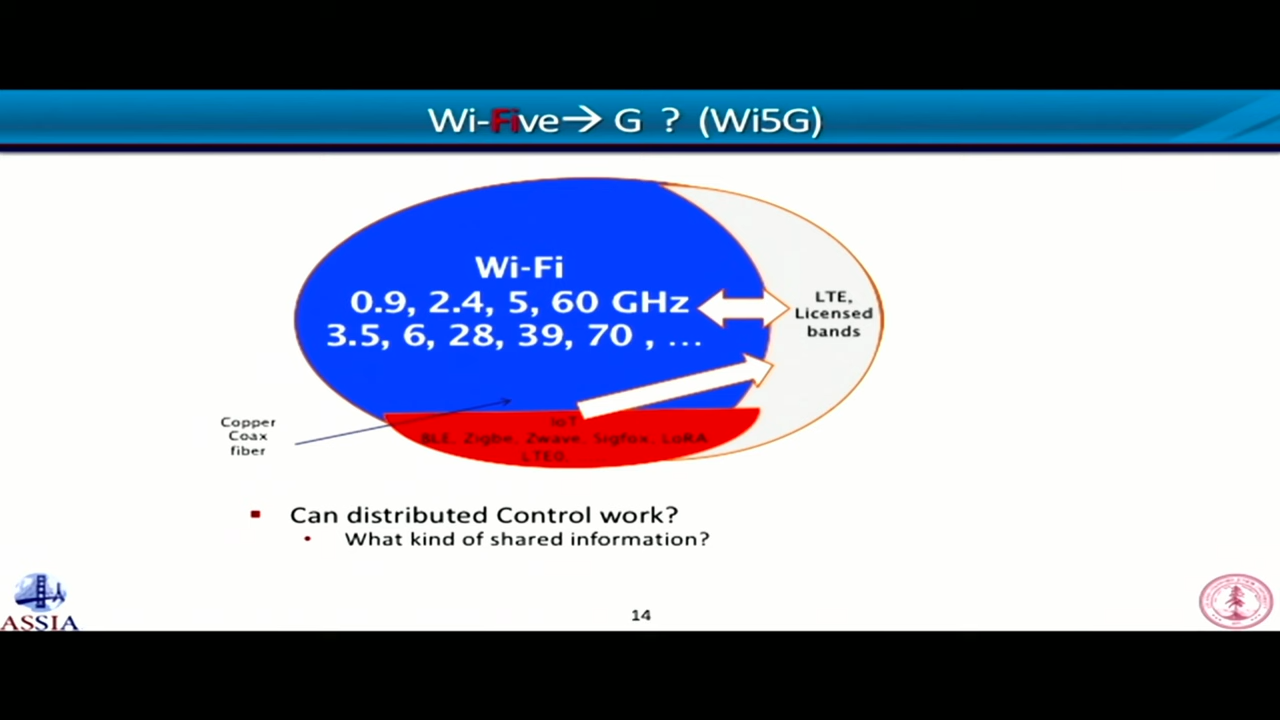 Wi-Five→ G ? (Wi5G)
Wi-Fi
0.9, 2.4, 5, 60 GHz
3.5, 6, 28, 39, 70 , ...
LTE,
Licensed
bands
Copper
Coax
fiber
IoT
BLE, Zigbe, Zwave, Sigfox, LoRA
LTE0,
▪ Can distributed Control work?
• What kind of shared information?
14
ASSIA